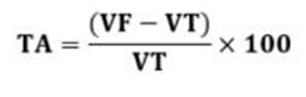 TA = (VF − VT) / VT × 100